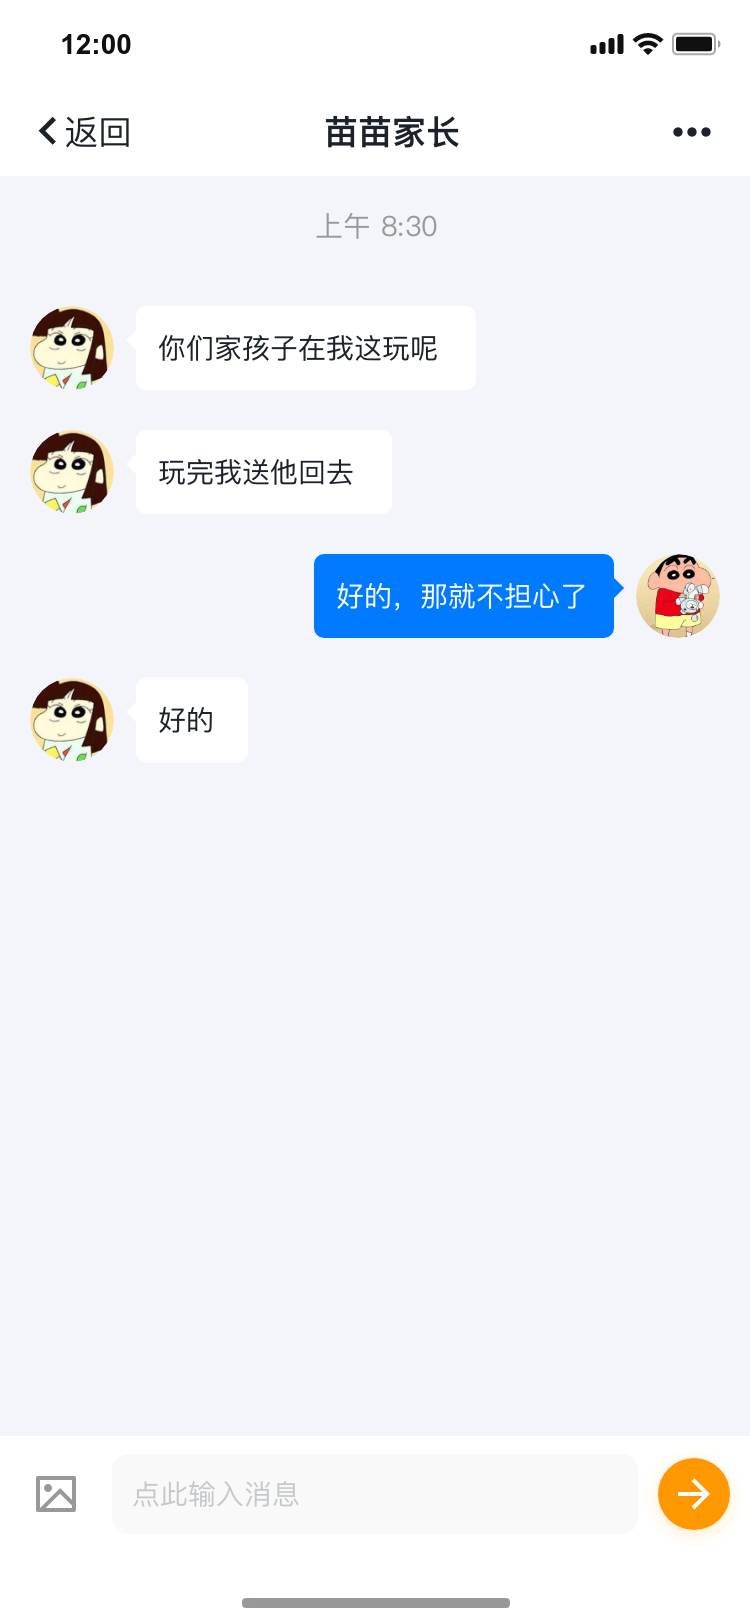 12:00
返回
苗苗家长
上午 8:30
你们家孩子在我这玩呢
玩完我送他回去
好的，那就不担心了
好的
点此输入消息